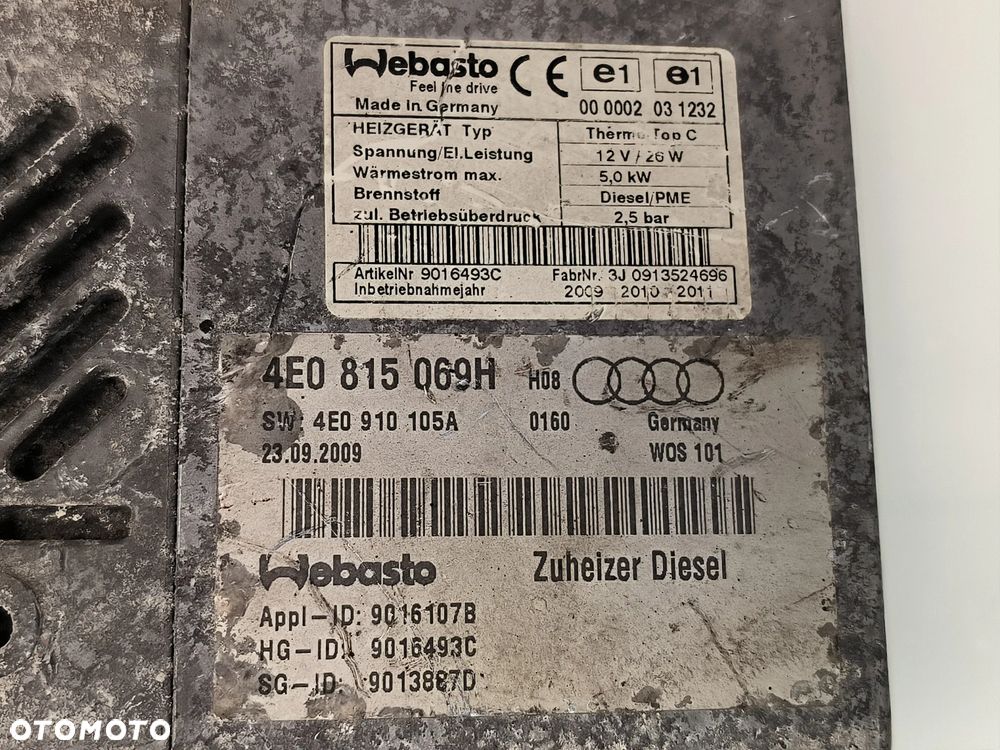 Webasto
Feel the drive
Made in Germany
CE e1 e1
00 0002 03 1232
HEIZGERÄT Typ Thermo Top C
Spannung/El.Leistung 12 V / 26 W
Wärmestrom max. 5,0 kW
Brennstoff Diesel/PME
zul. Betriebsüberdruck 2,5 bar
ArtikelNr 9016493C FabrNr. 3J 0913524696
Inbetriebnahmejahr 2009 2010 2011
4E0 815 069H H08
SW: 4E0 910 105A 0160 Germany
23.09.2009 WOS 101
Webasto Zuheizer Diesel
Appl-ID: 9016107B
HG-ID: 9016493C
SG-ID: 9013887D
OTOMOTO